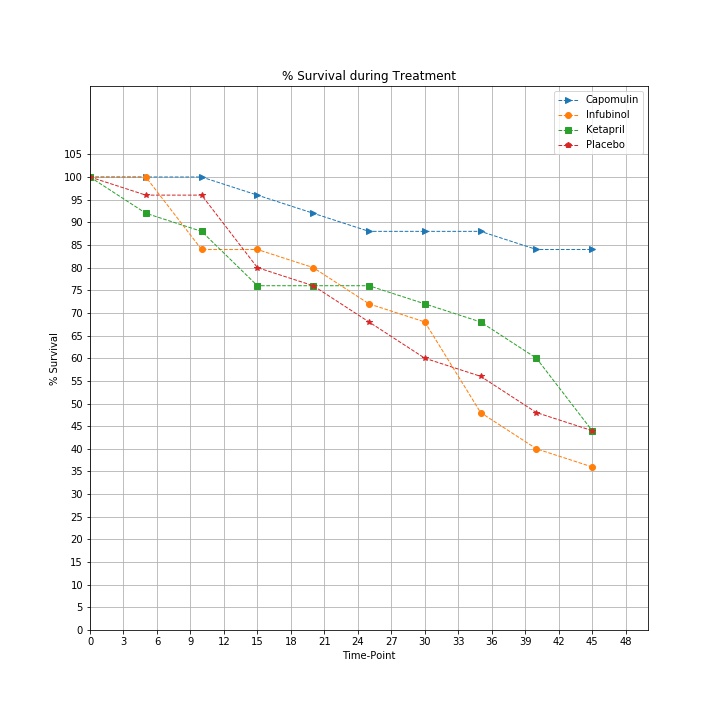 % Survival during Treatment
Capomulin
Infubinol
Ketapril
Placebo
105
100
95
90
85
80
75
70
65
60
55
50
45
40
35
30
25
20
15
10
5
0
% Survival
0 3 6 9 12 15 18 21 24 27 30 33 36 39 42 45 48
Time-Point